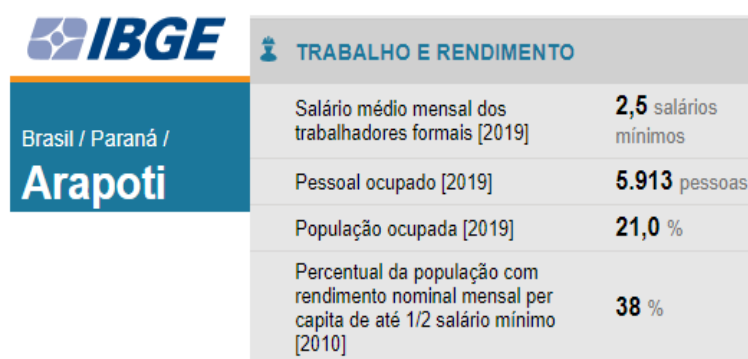 IBGE
Brasil / Paraná /
Arapoti
TRABALHO E RENDIMENTO
Salário médio mensal dos
trabalhadores formais [2019]
2,5 salários
mínimos
Pessoal ocupado [2019]
5.913 pessoas
População ocupada [2019]
21,0 %
Percentual da população com
rendimento nominal mensal per
capita de até 1/2 salário mínimo
[2010]
38 %